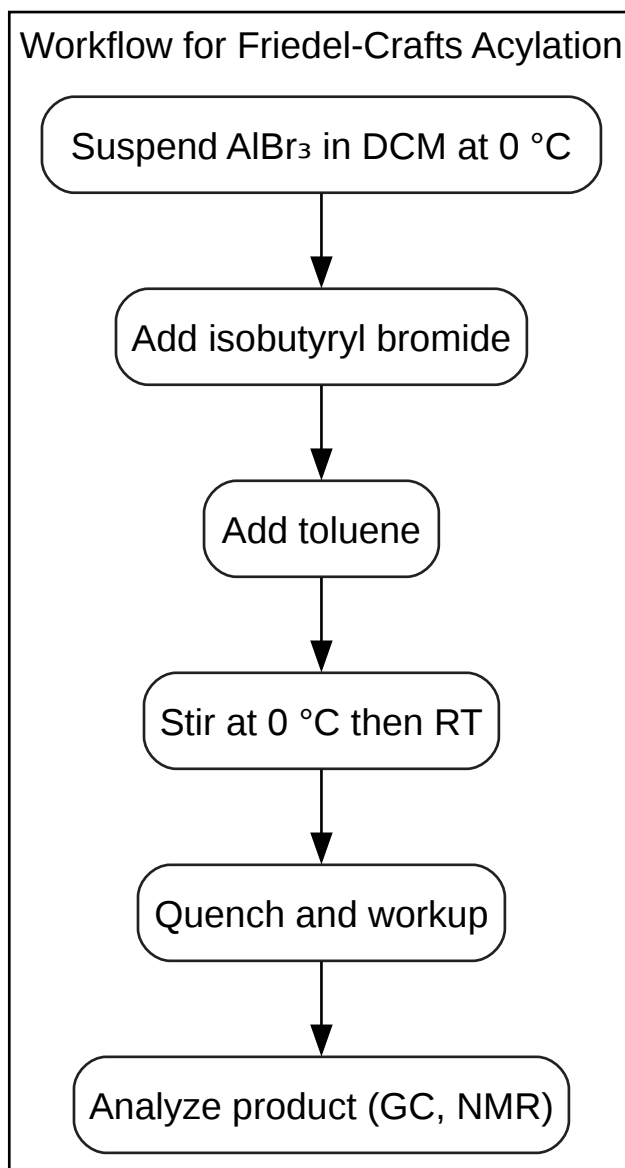 Workflow for Friedel-Crafts Acylation
Suspend AlBr₃ in DCM at 0 °C
Add isobutyryl bromide
Add toluene
Stir at 0 °C then RT
Quench and workup
Analyze product (GC, NMR)